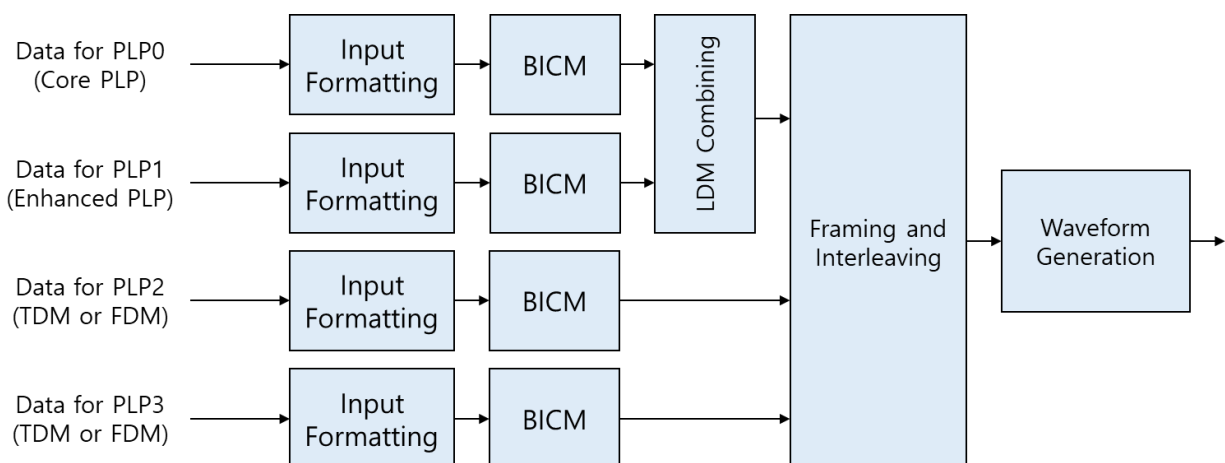 Data for PLP0
(Core PLP)
Input
Formatting
BICM
LDM Combining
Data for PLP1
(Enhanced PLP)
Input
Formatting
BICM
Framing and
Interleaving
Waveform
Generation
Data for PLP2
(TDM or FDM)
Input
Formatting
BICM
Data for PLP3
(TDM or FDM)
Input
Formatting
BICM